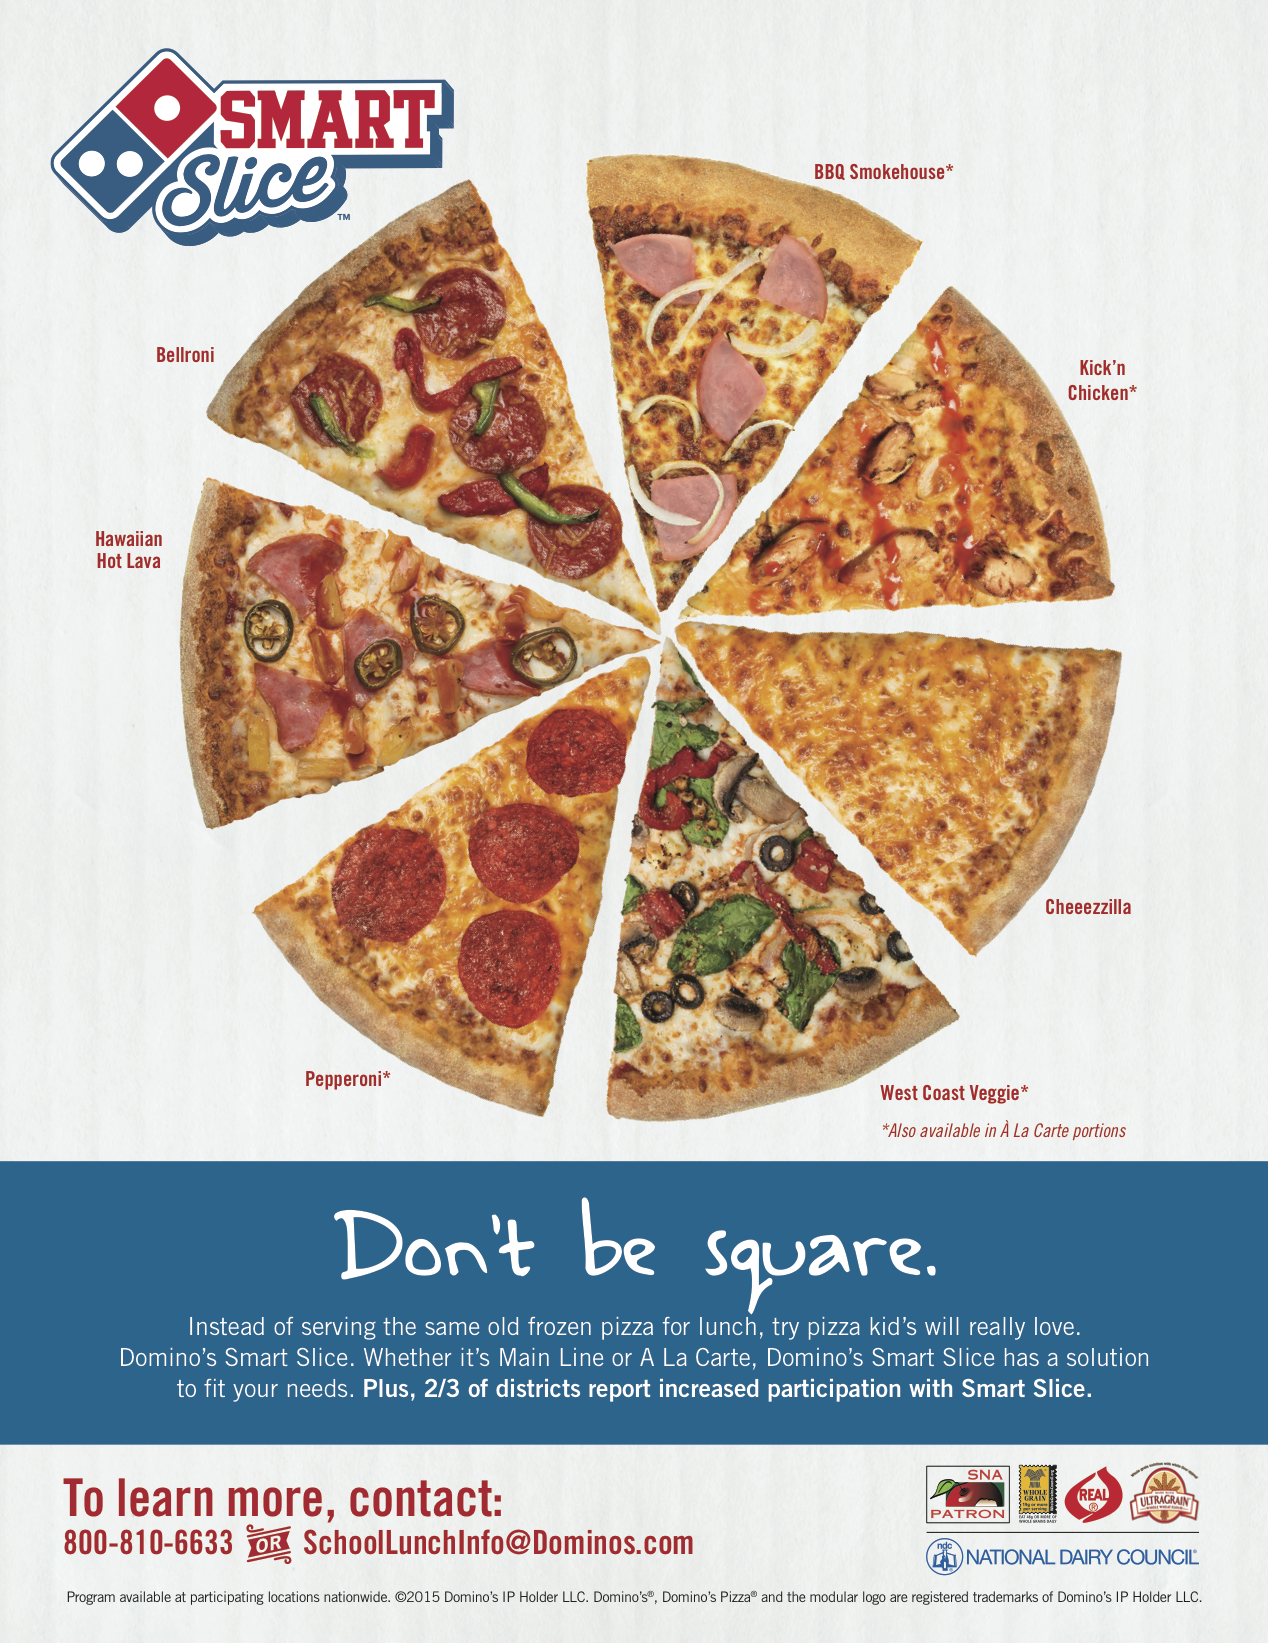 SMART
Slice™
BBQ Smokehouse*
Kick’n
Chicken*
Bellroni
Hawaiian
Hot Lava
Cheeezzilla
Pepperoni*
West Coast Veggie*
*Also available in À La Carte portions
Don't be square.
Instead of serving the same old frozen pizza for lunch, try pizza kid’s will really love.
Domino’s Smart Slice. Whether it’s Main Line or A La Carte, Domino’s Smart Slice has a solution
to fit your needs. Plus, 2/3 of districts report increased participation with Smart Slice.
To learn more, contact:
800-810-6633 OR SchoolLunchInfo@Dominos.com
SNA
PATRON
WHOLE
GRAIN
REAL®
ULTRAGRAIN
ndc
NATIONAL DAIRY COUNCIL
Program available at participating locations nationwide. ©2015 Domino’s IP Holder LLC. Domino’s®, Domino’s Pizza® and the modular logo are registered trademarks of Domino’s IP Holder LLC.